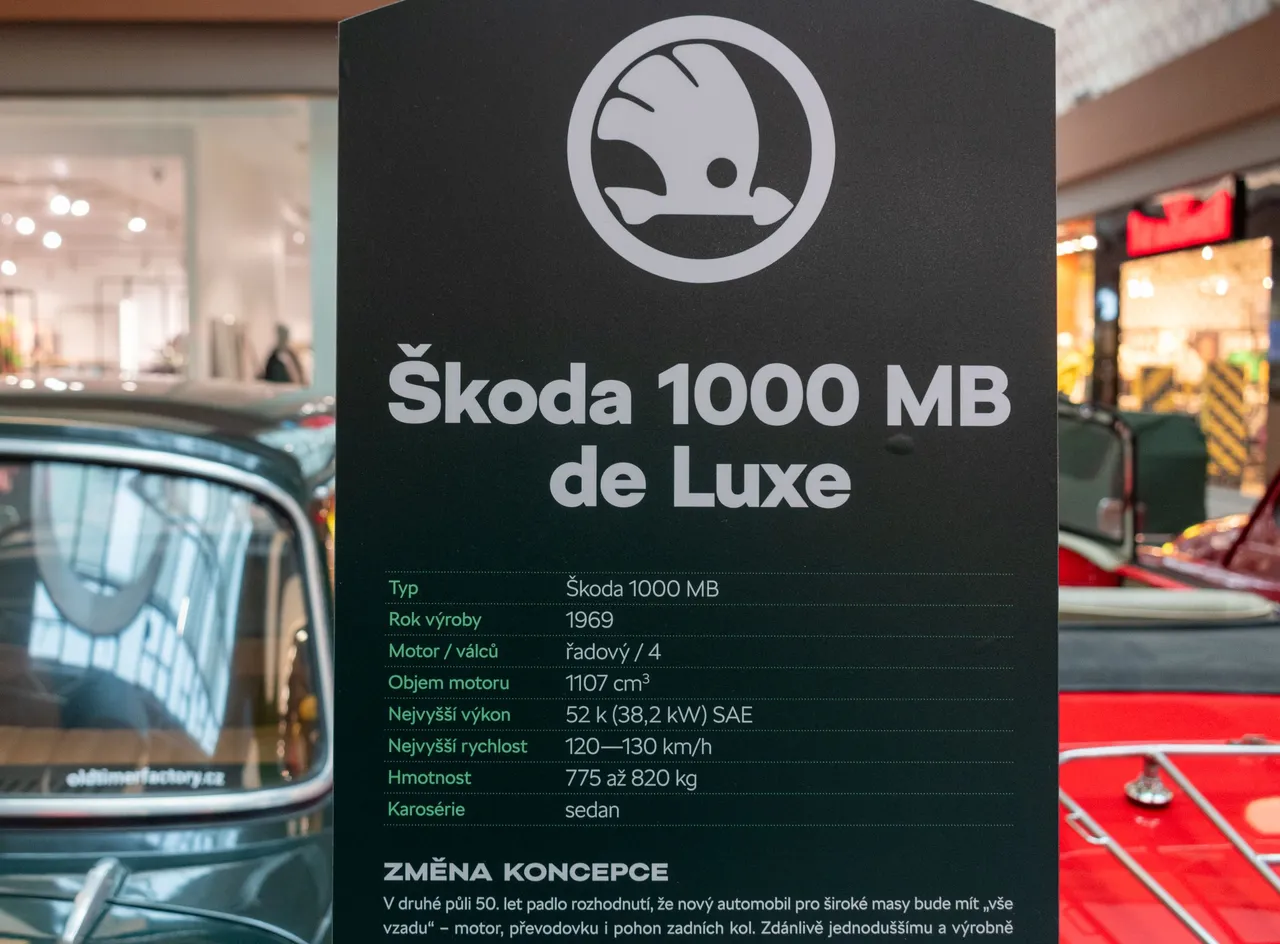 Škoda 1000 MB
de Luxe
Typ Škoda 1000 MB
Rok výroby 1969
Motor / válců řadový / 4
Objem motoru 1107 cm³
Nejvyšší výkon 52 k (38,2 kW) SAE
Nejvyšší rychlost 120—130 km/h
Hmotnost 775 až 820 kg
Karosérie sedan
ZMĚNA KONCEPCE
V druhé půli 50. let padlo rozhodnutí, že nový automobil pro široké masy bude mít „vše
vzadu“ – motor, převodovku i pohon zadních kol. Zdánlivě jednoduššímu a výrobně
oldtimerfactory.cz